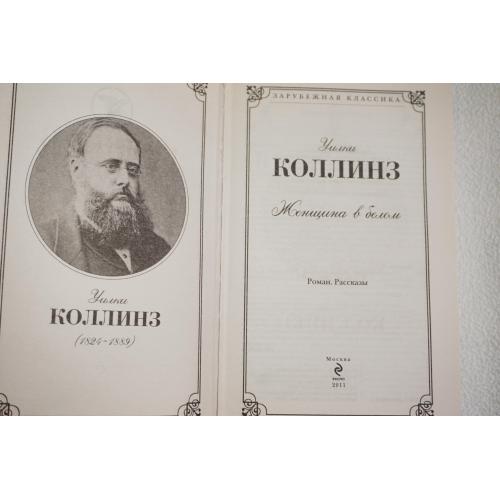 Уилки
КОЛЛИНЗ
(1824-1889)
ЗАРУБЕЖНАЯ КЛАССИКА
Уилки
КОЛЛИНЗ
Женщина в белом
Роман. Рассказы
Москва
2011